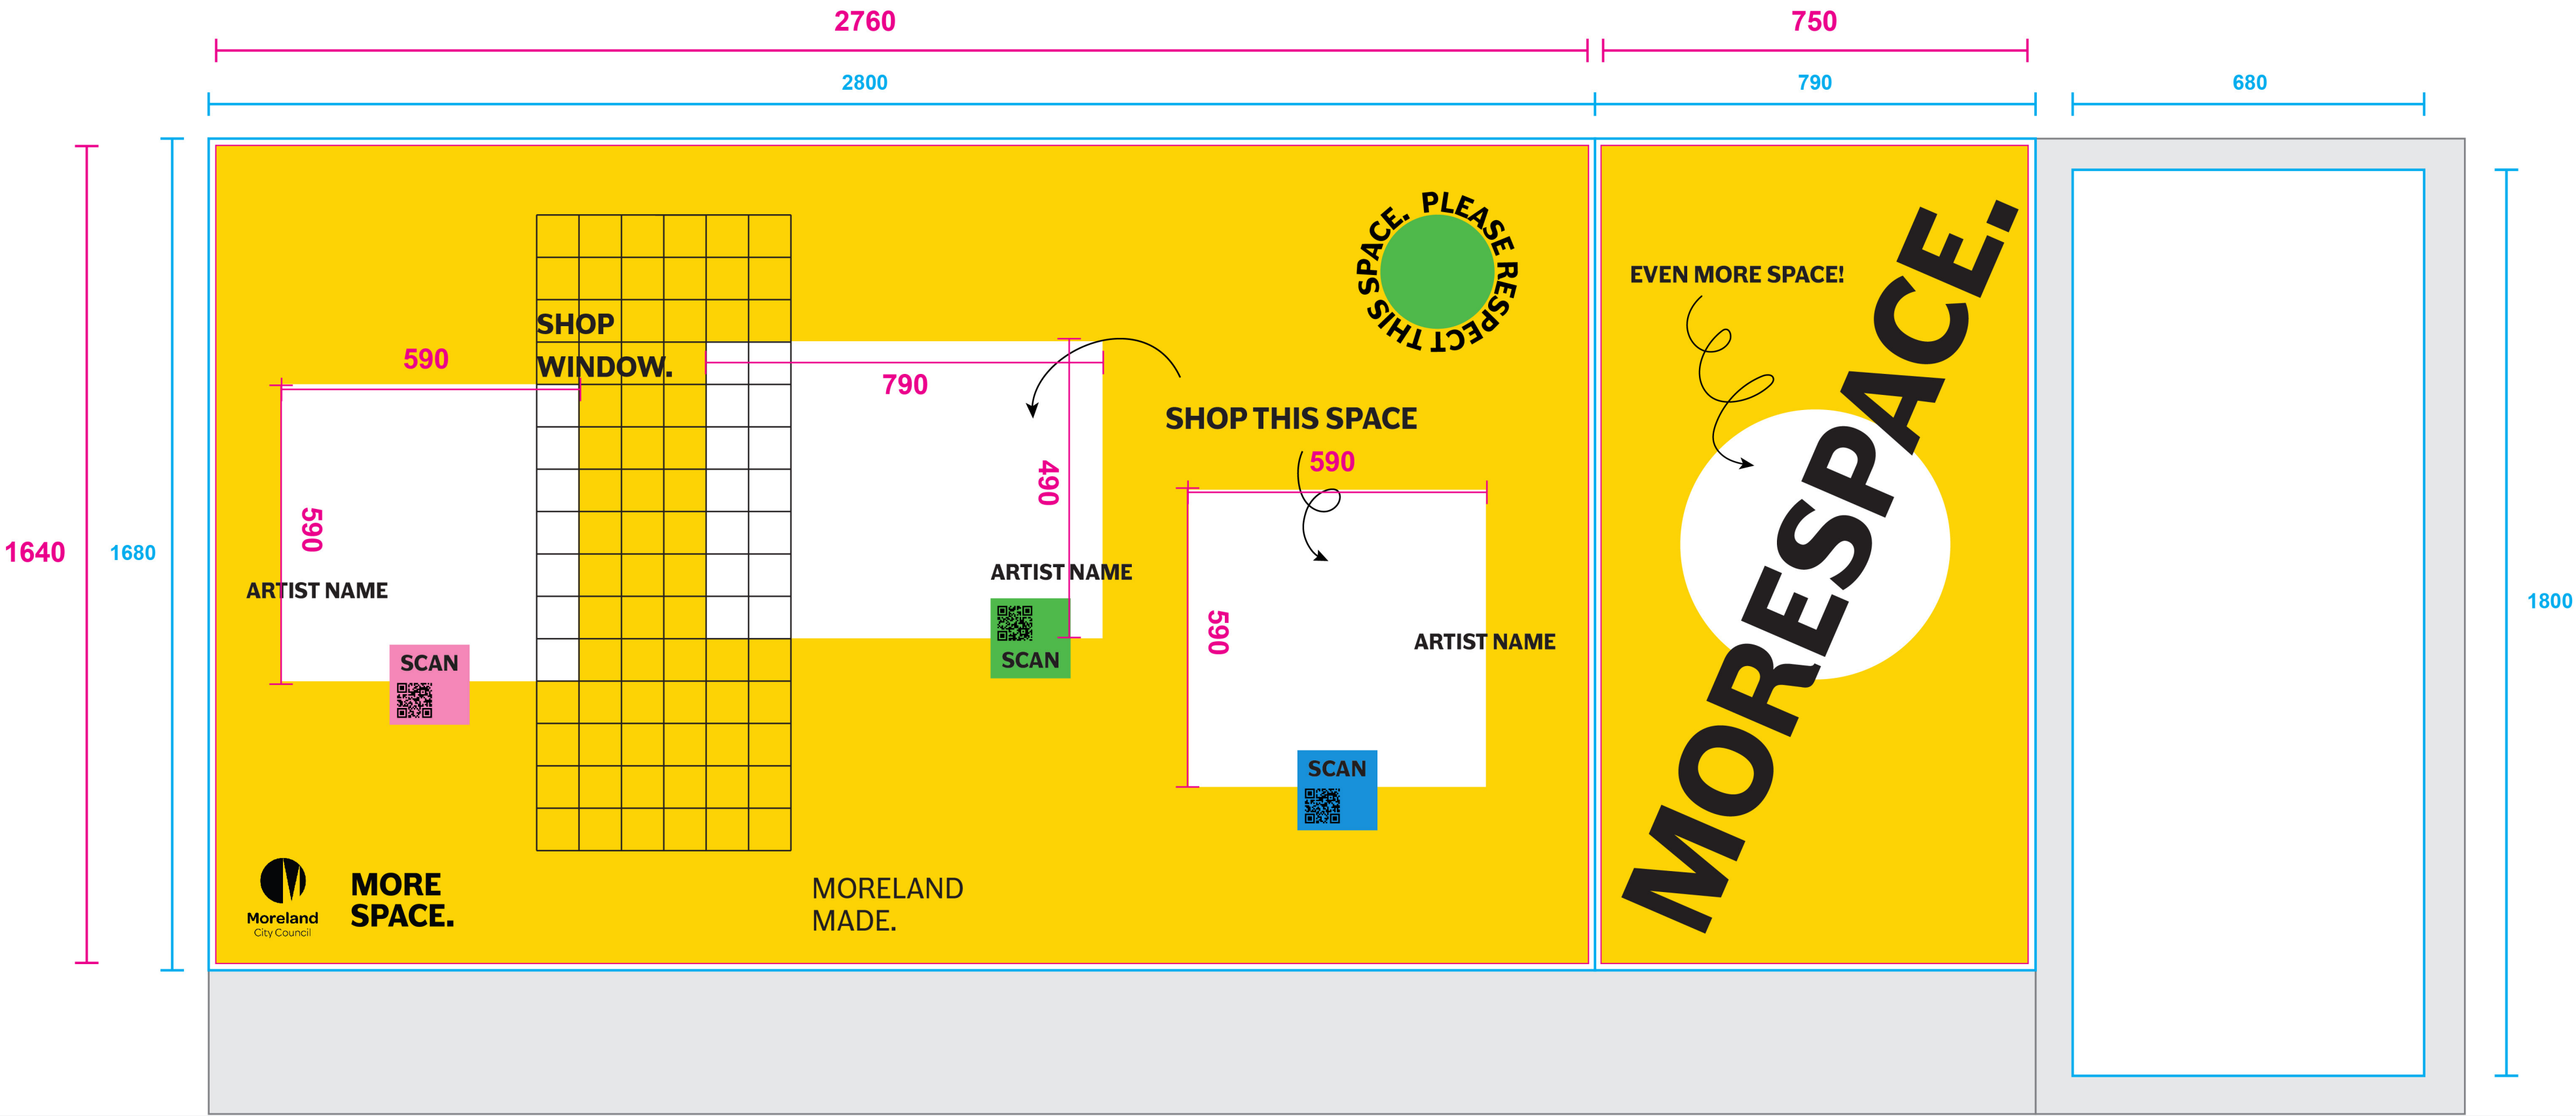 2760
750
2800
790
680
PLEASE RESPECT THIS SPACE.
EVEN MORE SPACE!
SHOP
WINDOW.
590
790
SHOP THIS SPACE
590
490
590
1640
1680
ARTIST NAME
ARTIST NAME
590
ARTIST NAME
1800
SCAN
SCAN
SCAN
MORESPACE.
Moreland
City Council
MORE
SPACE.
MORELAND
MADE.